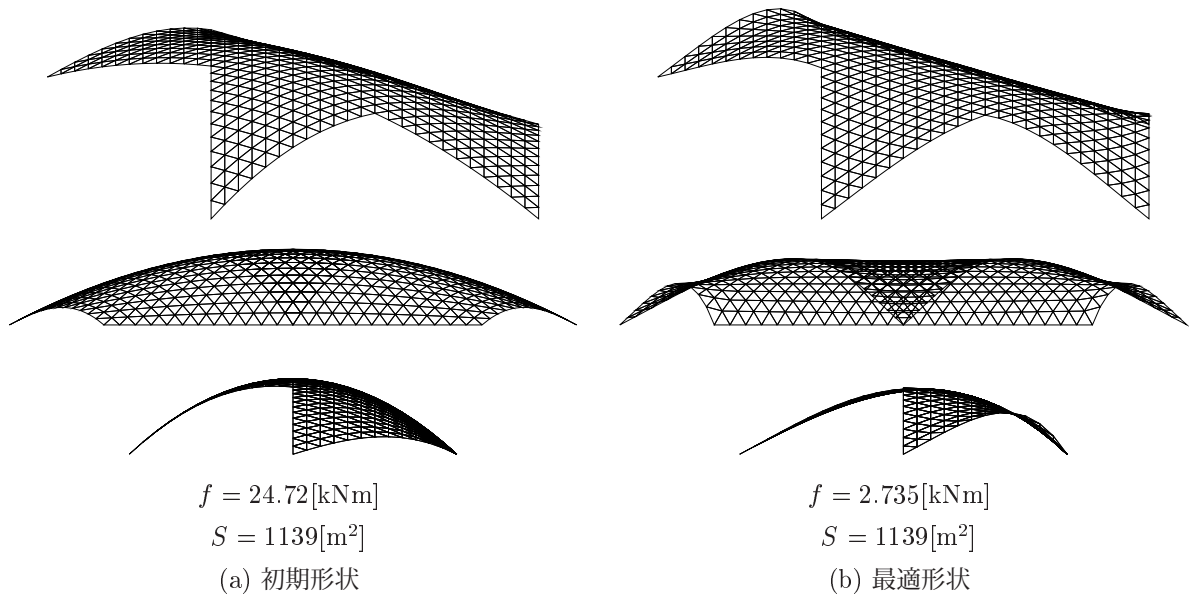 f = 24.72[kNm]
S = 1139[m²]
(a) 初期形状
f = 2.735[kNm]
S = 1139[m²]
(b) 最適形状